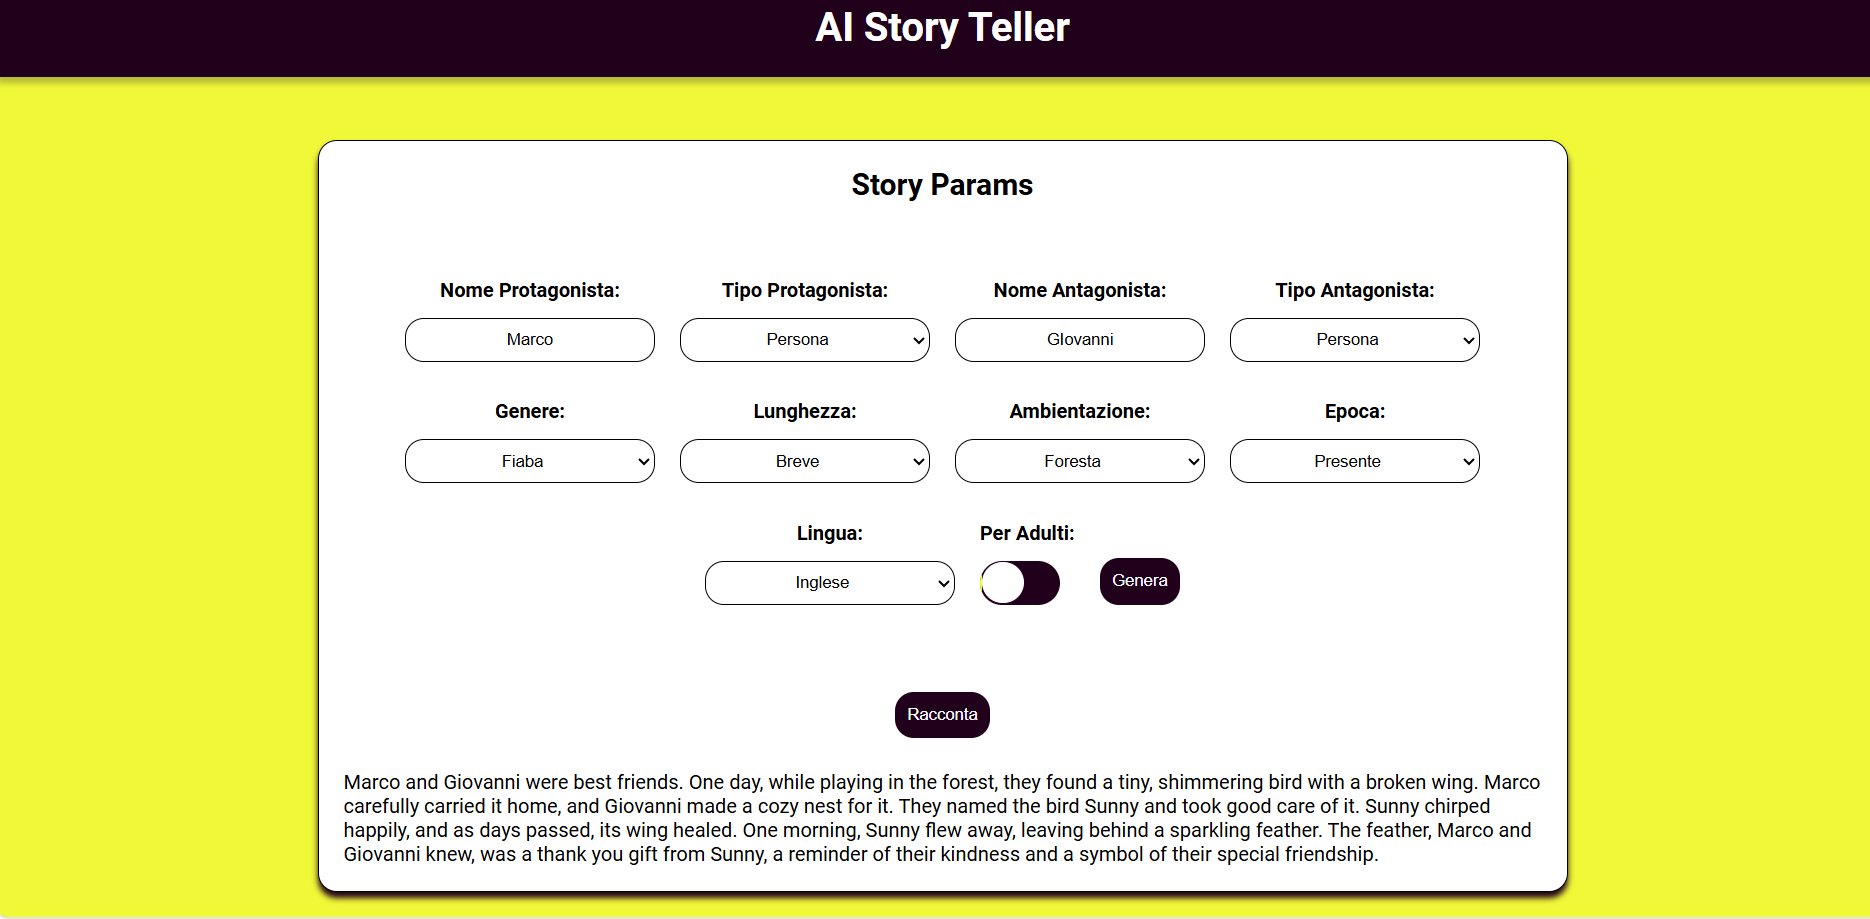 AI Story Teller
Story Params
Nome Protagonista:
Tipo Protagonista:
Nome Antagonista:
Tipo Antagonista:
Marco
Persona
GIovanni
Persona
Genere:
Lunghezza:
Ambientazione:
Epoca:
Fiaba
Breve
Foresta
Presente
Lingua:
Per Adulti:
Inglese
Genera
Racconta
Marco and Giovanni were best friends. One day, while playing in the forest, they found a tiny, shimmering bird with a broken wing. Marco
carefully carried it home, and Giovanni made a cozy nest for it. They named the bird Sunny and took good care of it. Sunny chirped
happily, and as days passed, its wing healed. One morning, Sunny flew away, leaving behind a sparkling feather. The feather, Marco and
Giovanni knew, was a thank you gift from Sunny, a reminder of their kindness and a symbol of their special friendship.